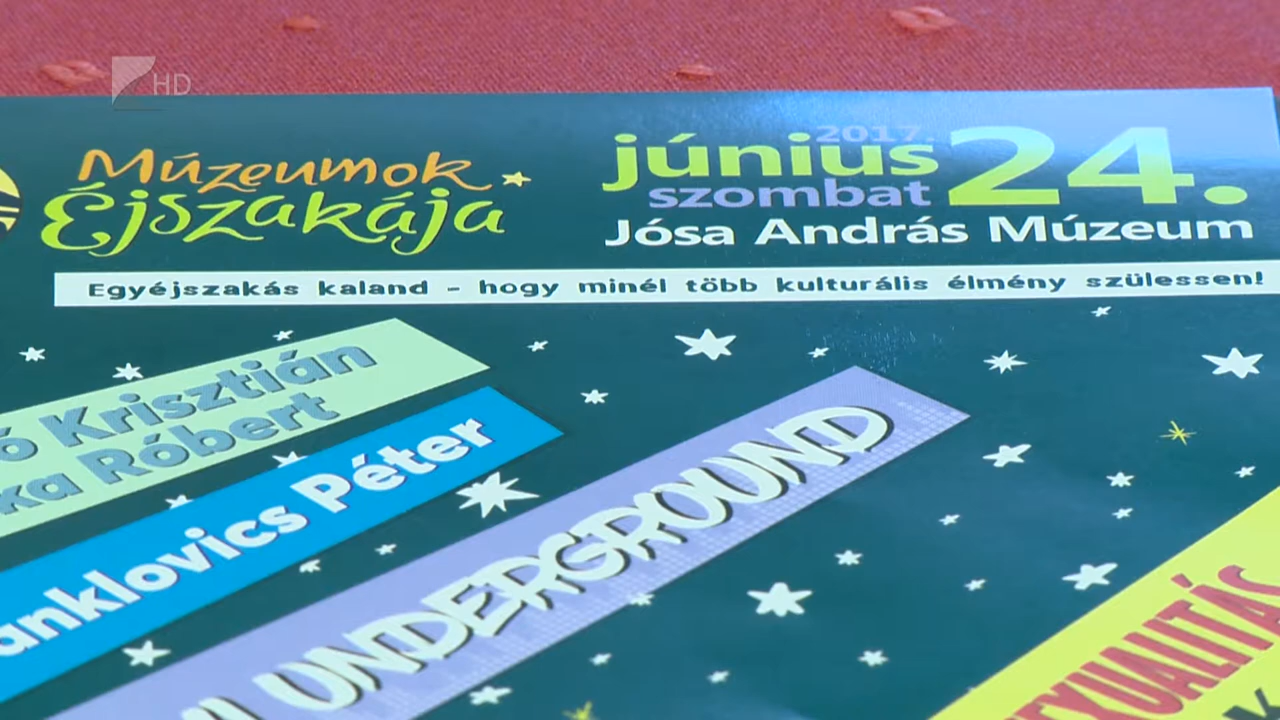 HD
Múzeumok
Éjszakája
2017.
június 24.
szombat
Jósa András Múzeum
Egyéjszakás kaland - hogy minél több kulturális élmény szülessen!
Krisztián
Róbert
Péter
UNDERGROUND